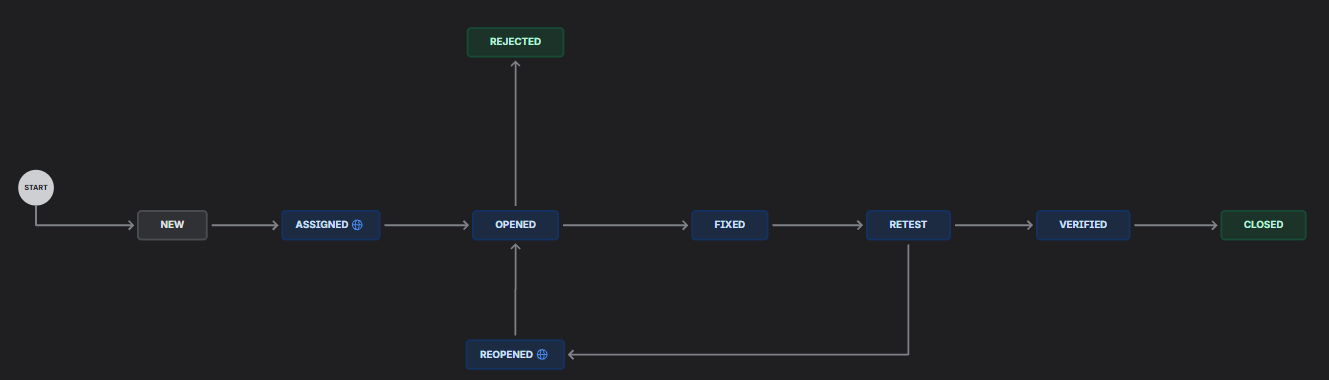 REJECTED
START
NEW
ASSIGNED
OPENED
FIXED
RETEST
VERIFIED
CLOSED
REOPENED